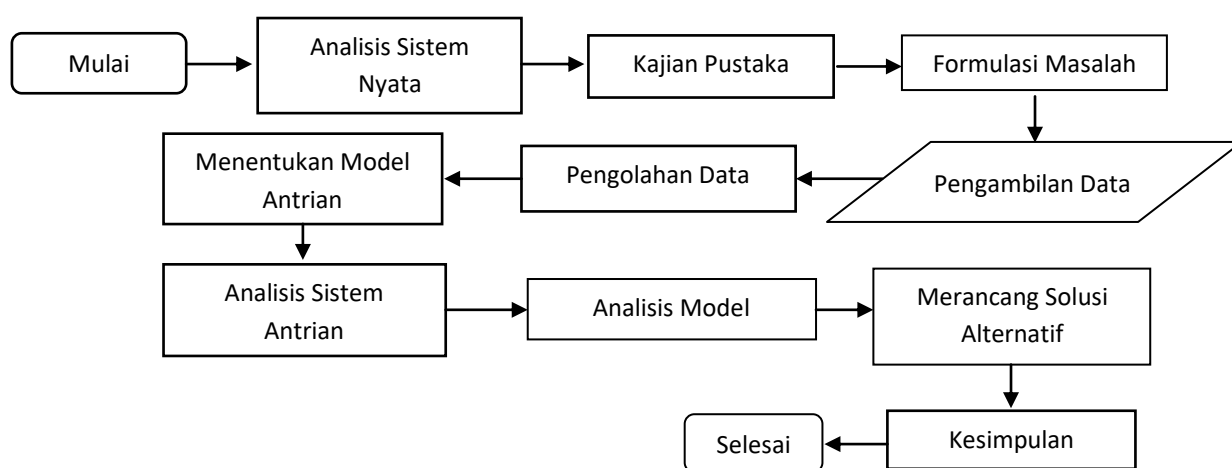 Mulai
Analisis Sistem
Nyata
Kajian Pustaka
Formulasi Masalah
Pengambilan Data
Pengolahan Data
Menentukan Model
Antrian
Analisis Sistem
Antrian
Analisis Model
Merancang Solusi
Alternatif
Kesimpulan
Selesai